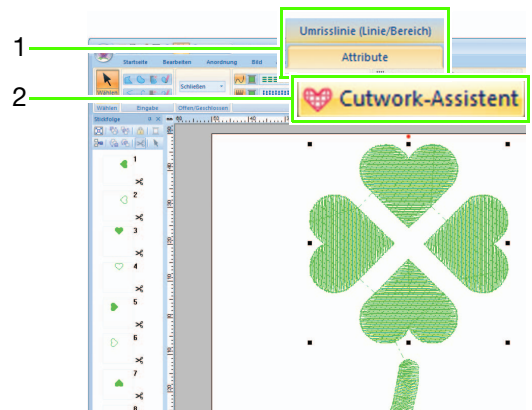 1
Umrisslinie (Linie/Bereich)
Attribute
Startseite Bearbeiten Anordnung Bild
Wählen
Schließen
2
Cutwork-Assistent
Wählen Eingabe Offen/Geschlossen
Stickfolge
1
2
3
4
5
6
7
8